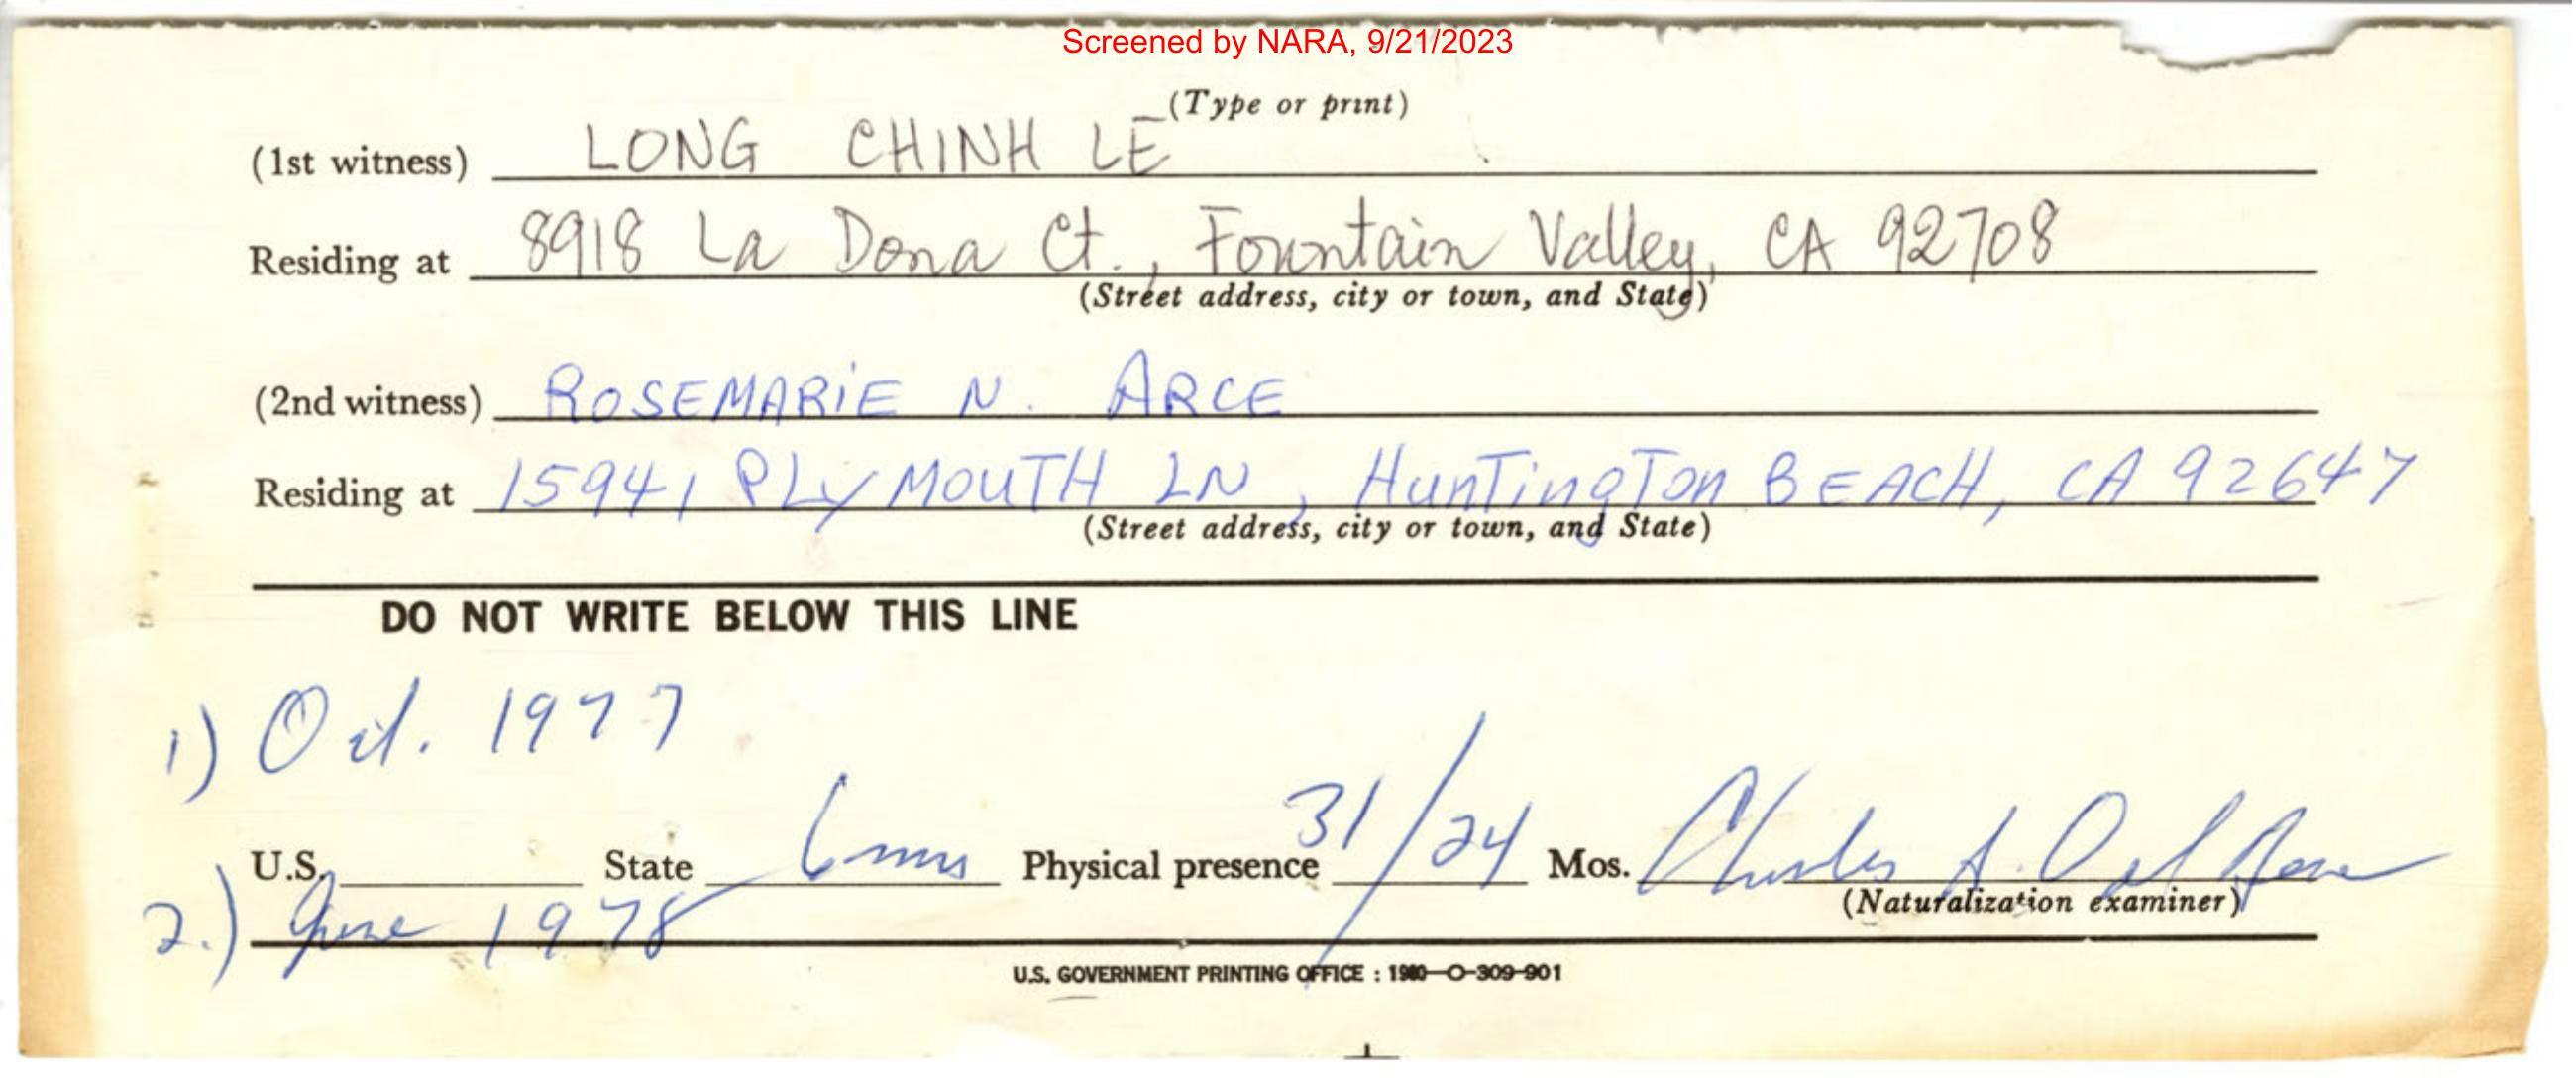 Screened by NARA, 9/21/2023
(Type or print)
(1st witness) LONG CHINH LE
Residing at 8918 La Dona Ct., Fountain Valley, CA 92708
(Street address, city or town, and State)
(2nd witness) ROSEMARIE N. ARCE
Residing at 15941 PLYMOUTH LN, HunTingTon BEACH, CA 92647
(Street address, city or town, and State)
DO NOT WRITE BELOW THIS LINE
1) Oct. 1977
U.S. State 6 mos Physical presence 31/24 Mos. Charles A.
(Naturalization examiner)
2.) June 1978
U.S. GOVERNMENT PRINTING OFFICE : 1980-O-309-901